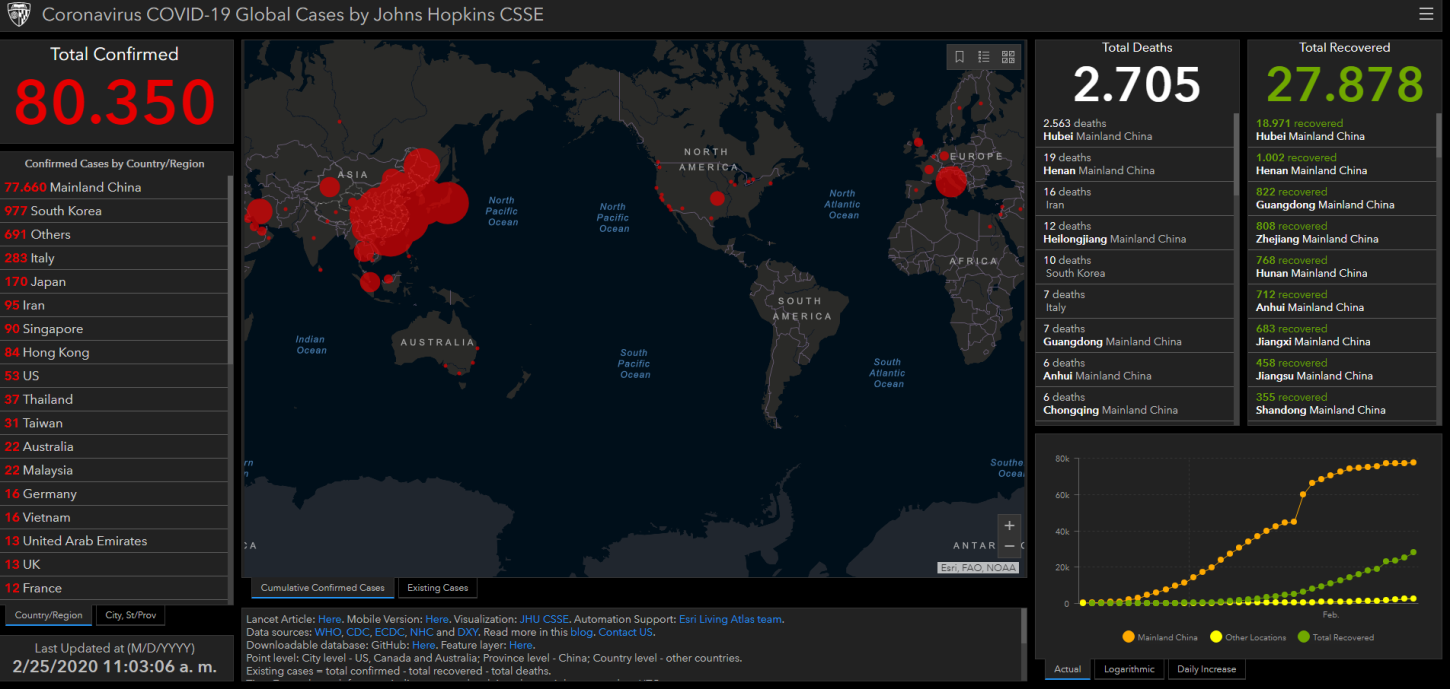 Coronavirus COVID-19 Global Cases by Johns Hopkins CSSE
Total Confirmed
80.350
Confirmed Cases by Country/Region
77.660 Mainland China
977 South Korea
691 Others
283 Italy
170 Japan
95 Iran
90 Singapore
84 Hong Kong
53 US
37 Thailand
31 Taiwan
22 Australia
22 Malaysia
16 Germany
16 Vietnam
13 United Arab Emirates
13 UK
12 France
Country/Region
City, St/Prov
Last Updated at (M/D/YYYY)
2/25/2020 11:03:06 a. m.
ASIA
NORTH
AMERICA
EUROPE
North
Pacific
Ocean
North
Pacific
Ocean
North
Atlantic
Ocean
AFRICA
SOUTH
AMERICA
AUSTRALIA
Indian
Ocean
South
Pacific
Ocean
South
Atlantic
Ocean
rn
n
Southe
Ocea
CA
ANTAR
+
−
Esri, FAO, NOAA
Cumulative Confirmed Cases
Existing Cases
Lancet Article: Here. Mobile Version: Here. Visualization: JHU CSSE. Automation Support: Esri Living Atlas team.
Data sources: WHO, CDC, ECDC, NHC and DXY. Read more in this blog. Contact US.
Downloadable database: GitHub: Here. Feature layer: Here.
Point level: City level - US, Canada and Australia; Province level - China; Country level - other countries.
Existing cases = total confirmed - total recovered - total deaths.
Total Deaths
2.705
2.563 deaths
Hubei Mainland China
19 deaths
Henan Mainland China
16 deaths
Iran
12 deaths
Heilongjiang Mainland China
10 deaths
South Korea
7 deaths
Italy
7 deaths
Guangdong Mainland China
6 deaths
Anhui Mainland China
6 deaths
Chongqing Mainland China
Total Recovered
27.878
18.971 recovered
Hubei Mainland China
1.002 recovered
Henan Mainland China
822 recovered
Guangdong Mainland China
808 recovered
Zhejiang Mainland China
768 recovered
Hunan Mainland China
712 recovered
Anhui Mainland China
683 recovered
Jiangxi Mainland China
458 recovered
Jiangsu Mainland China
355 recovered
Shandong Mainland China
80k
60k
40k
20k
0
Feb.
Mainland China
Other Locations
Total Recovered
Actual
Logarithmic
Daily Increase